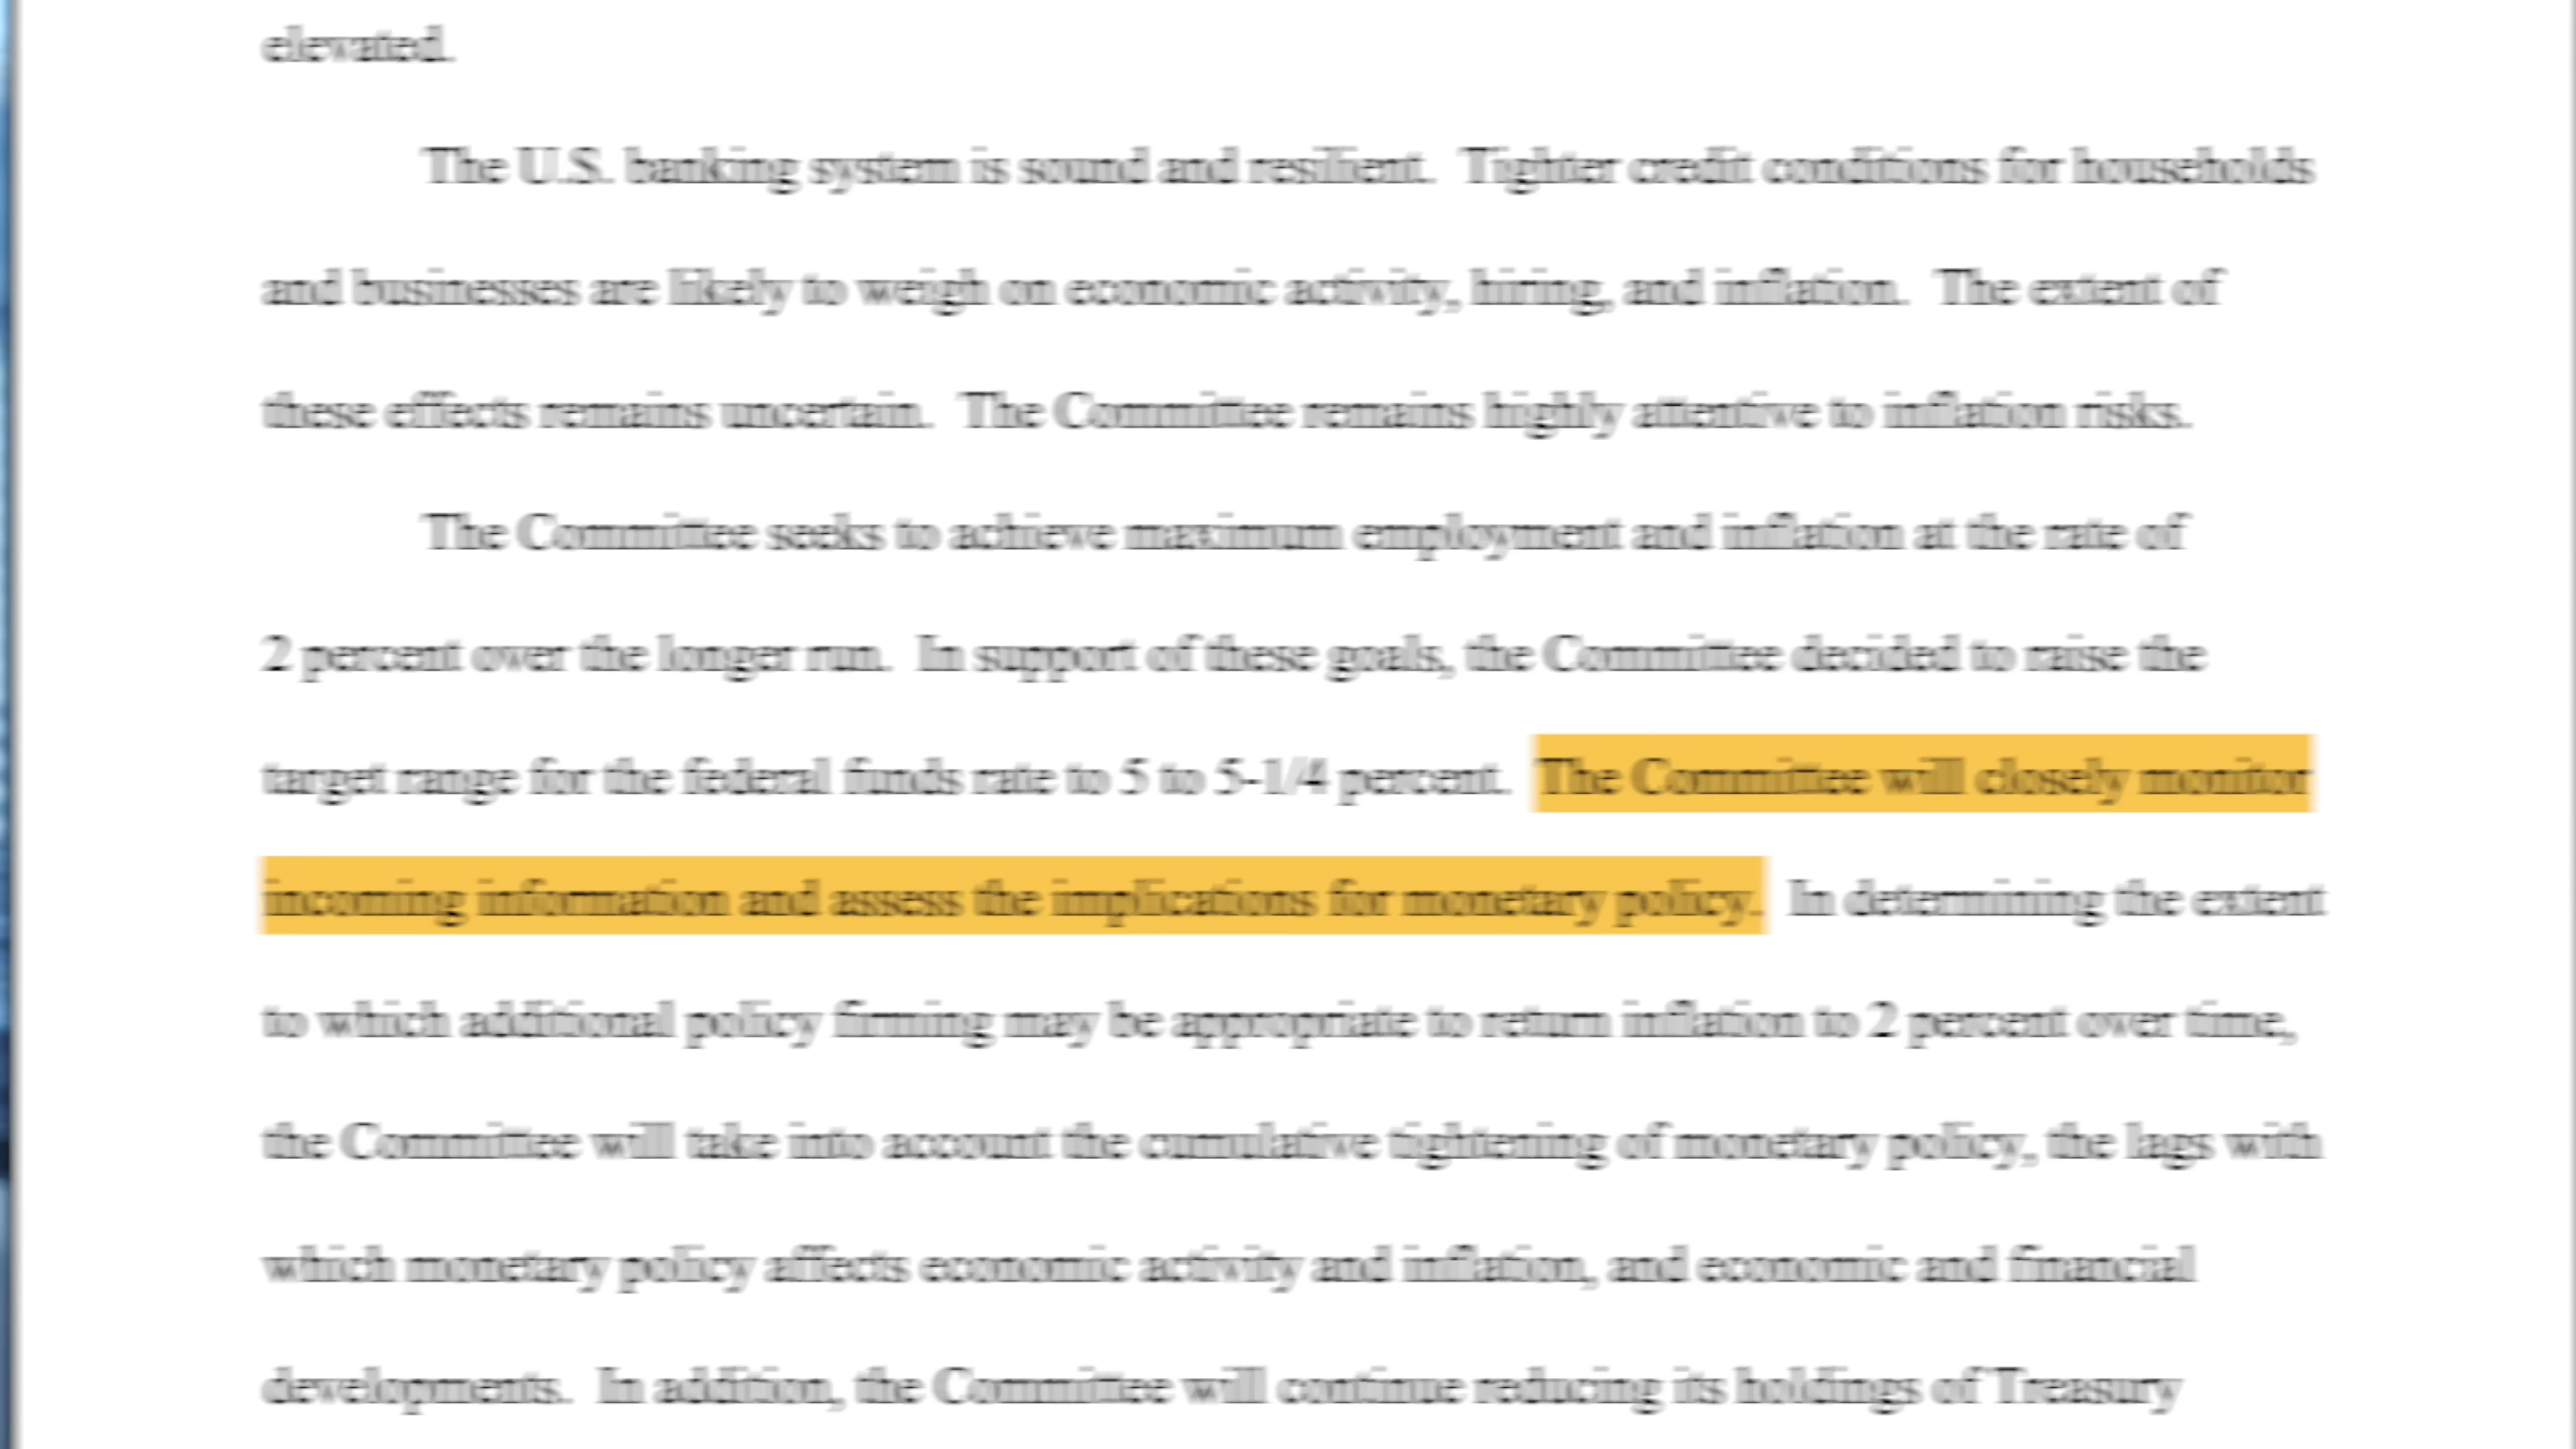 elevated.
The U.S. banking system is sound and resilient. Tighter credit conditions for households
and businesses are likely to weigh on economic activity, hiring, and inflation. The extent of
these effects remains uncertain. The Committee remains highly attentive to inflation risks.
The Committee seeks to achieve maximum employment and inflation at the rate of
2 percent over the longer run. In support of these goals, the Committee decided to raise the
target range for the federal funds rate to 5 to 5-1/4 percent. The Committee will closely monitor
incoming information and assess the implications for monetary policy. In determining the extent
to which additional policy firming may be appropriate to return inflation to 2 percent over time,
the Committee will take into account the cumulative tightening of monetary policy, the lags with
which monetary policy affects economic activity and inflation, and economic and financial
developments. In addition, the Committee will continue reducing its holdings of Treasury